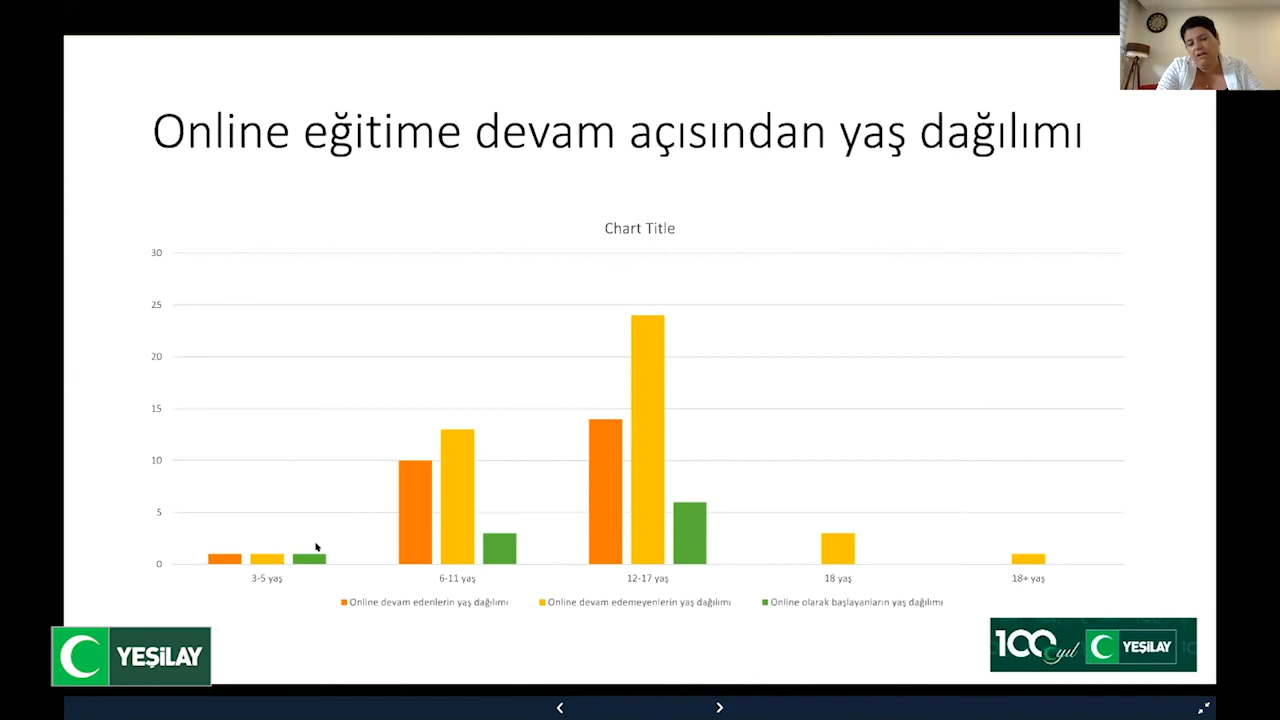 Online eğitime devam açısından yaş dağılımı
Chart Title
30
25
20
15
10
5
0
3-5 yaş
6-11 yaş
12-17 yaş
18 yaş
18+ yaş
Online devam edenlerin yaş dağılımı
Online devam edemeyenlerin yaş dağılımı
Online olarak başlayanların yaş dağılımı
YEŞİLAY
100 yıl
YEŞİLAY